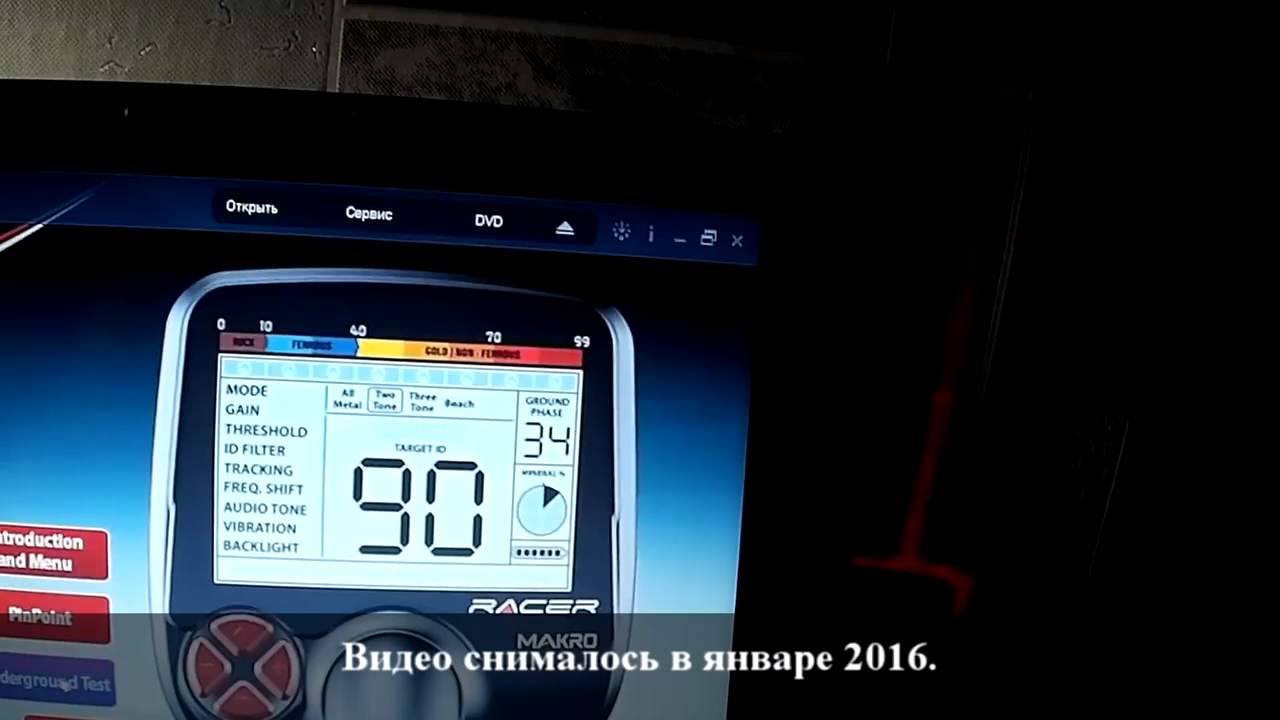 Открыть Сервис DVD
0 10 40 70 99
ROCK FERROUS GOLD / NON - FERROUS
MODE
GAIN
THRESHOLD
ID FILTER
TRACKING
FREQ. SHIFT
AUDIO TONE
VIBRATION
BACKLIGHT
All Metal
Two Tone
Three Tone
Beach
TARGET ID
90
GROUND
PHASE
34
MINERAL %
ntroduction
and Menu
PinPoint
derground Test
RACER
MAKRO
Видео снималось в январе 2016.